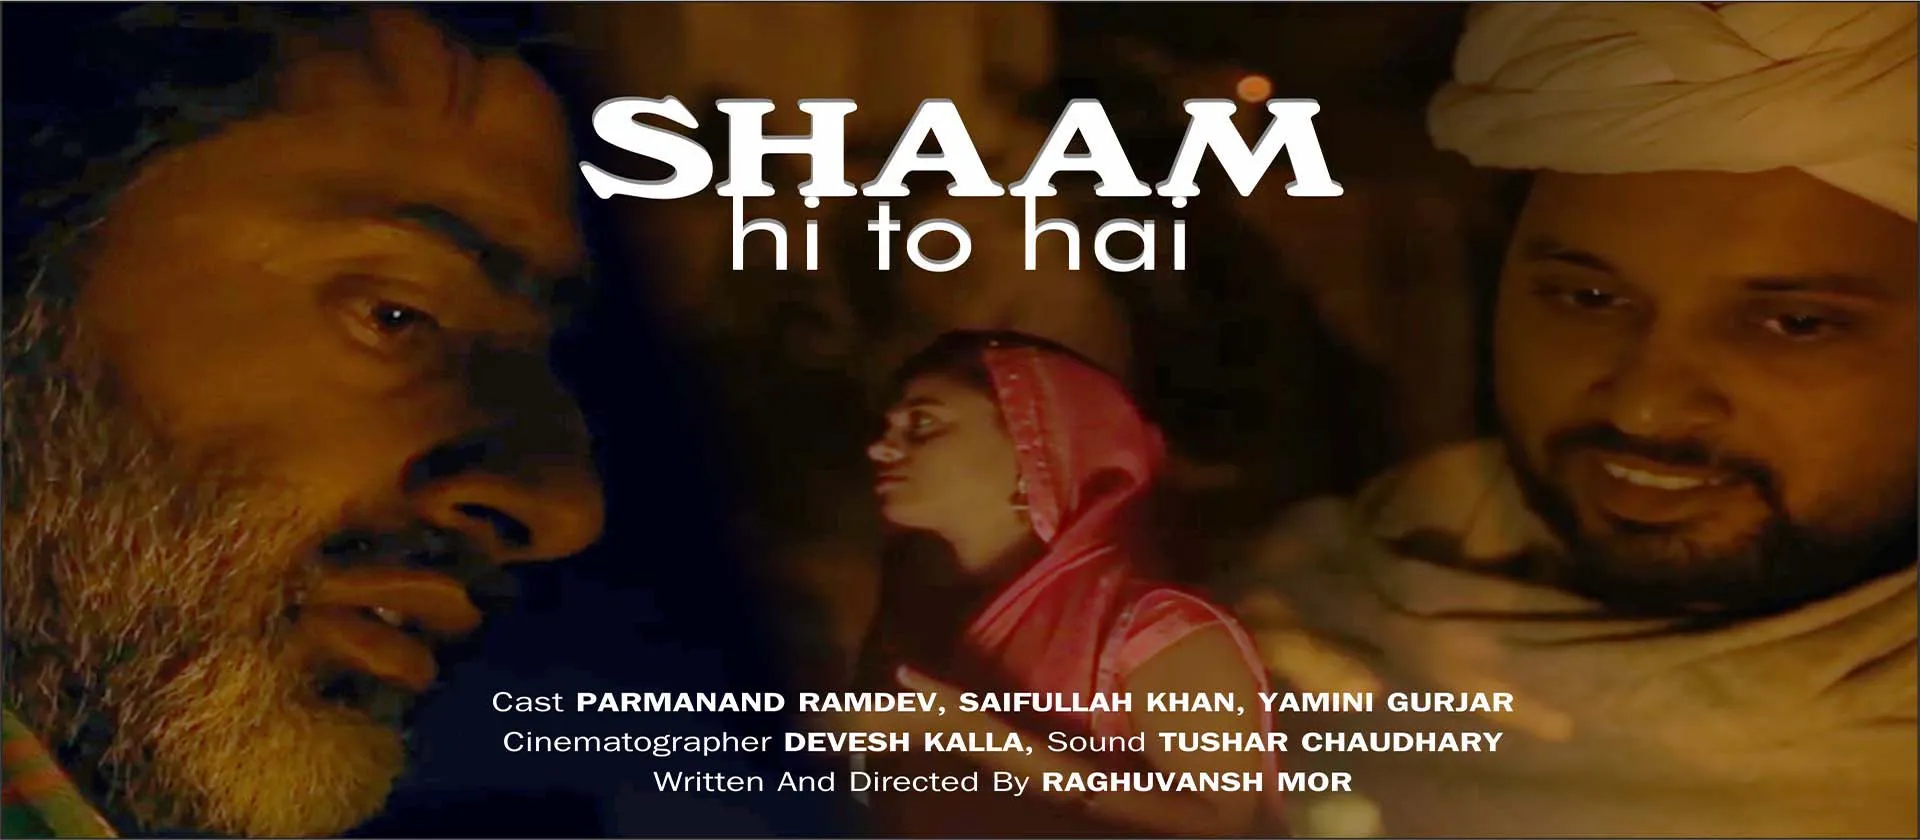 SHAAM
hi to hai
Cast PARMANAND RAMDEV, SAIFULLAH KHAN, YAMINI GURJAR
Cinematographer DEVESH KALLA, Sound TUSHAR CHAUDHARY
Written And Directed By RAGHUVANSH MOR